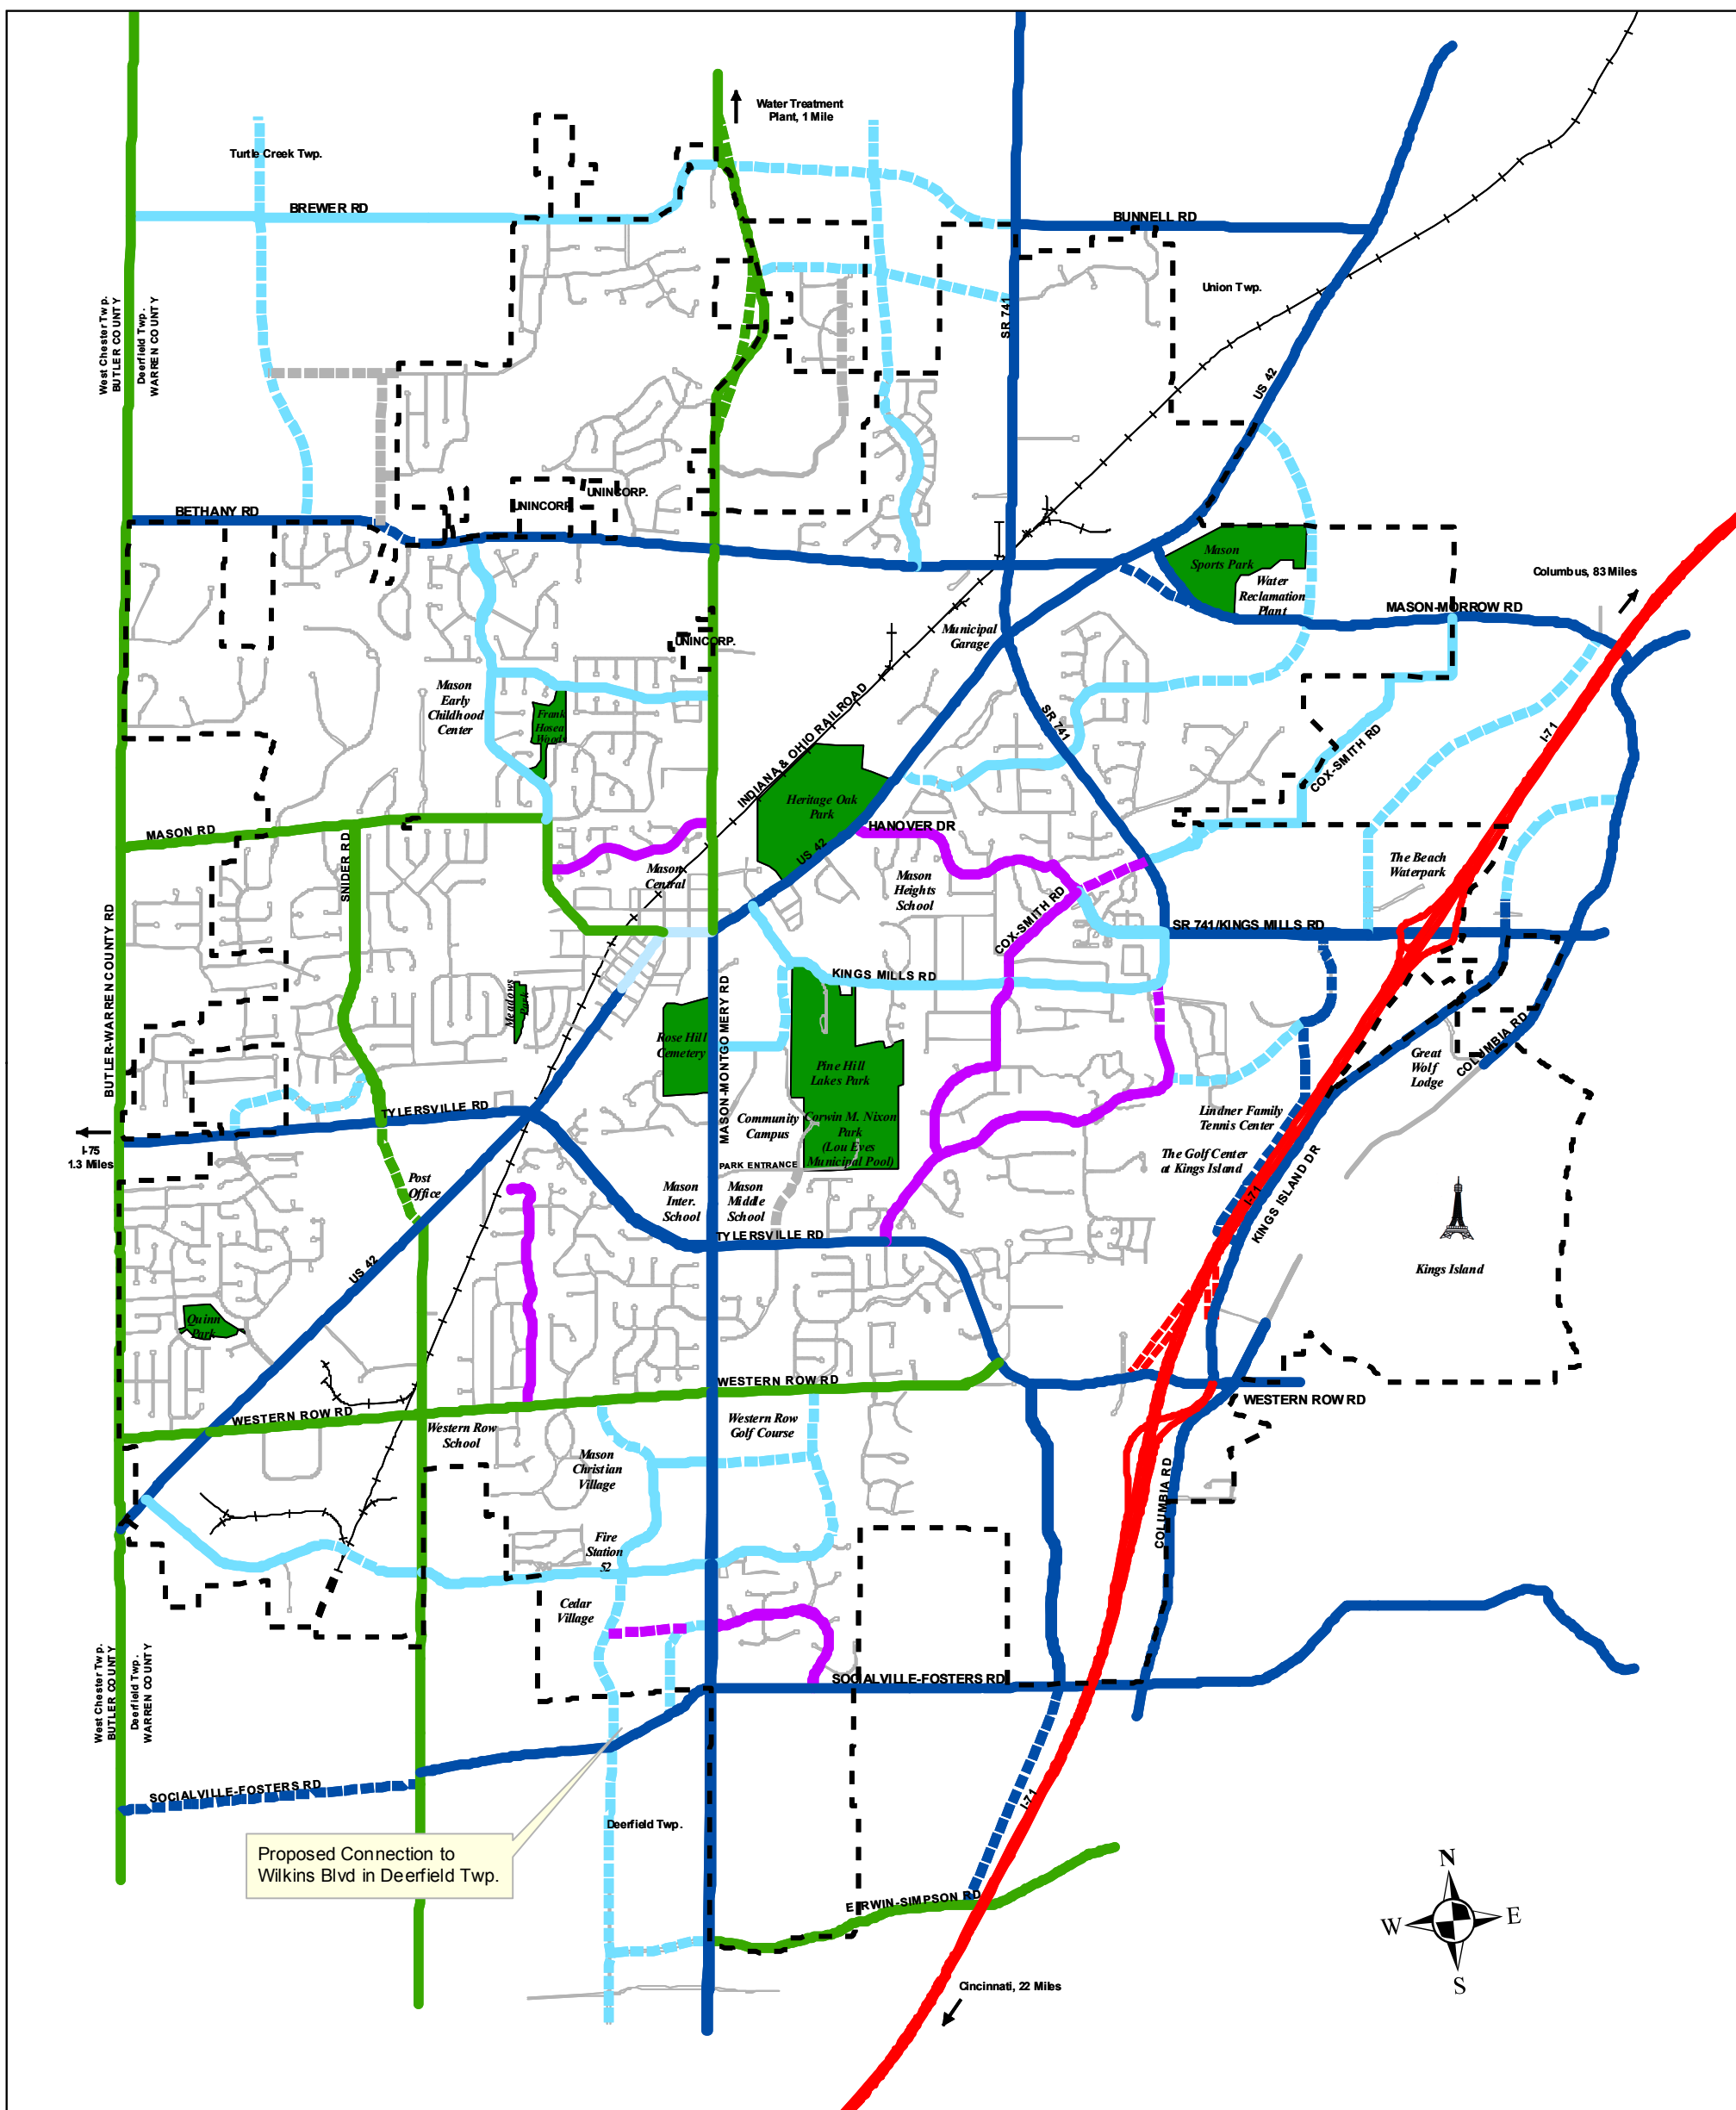 Water Treatment
Plant, 1 Mile
Turtle Creek Twp.
BREWER RD
BUNNELL RD
West Chester Twp.
BUTLER COUNTY
Deerfield Twp.
WARREN COUNTY
SR 741
Union Twp.
US 42
UNINCORP.
UNINCORP.
BETHANY RD
Mason
Sports Park
Water
Reclamation
Plant
Columbus, 83 Miles
MASON-MORROW RD
Municipal
Garage
UNINCORP.
Mason
Early
Childhood
Center
Frank
Hosea
Woods
INDIANA & OHIO RAILROAD
SR 741
I-71
COX-SMITH RD
Heritage Oak
Park
HANOVER DR
MASON RD
SNIDER RD
US 42
Mason
Central
Mason
Heights
School
The Beach
Waterpark
BUTLER-WARREN COUNTY RD
COX-SMITH RD
SR 741/KINGS MILLS RD
KINGS MILLS RD
Meadows
Park
MASON-MONTGOMERY RD
Rose Hill
Cemetery
Pine Hill
Lakes Park
Great
Wolf
Lodge
COLUMBIA RD
TYLERSVILLE RD
Community
Campus
Corwin M. Nixon
Park
(Lou Eves
Municipal Pool)
Lindner Family
Tennis Center
I-75
1.3 Miles
The Golf Center
at Kings Island
PARK ENTRANCE
Post
Office
Mason
Inter.
School
Mason
Middle
School
I-71
KINGS ISLAND DR
TYLERSVILLE RD
US 42
Kings Island
Quinn
Park
WESTERN ROW RD
WESTERN ROW RD
WESTERN ROW RD
Western Row
School
Western Row
Golf Course
Mason
Christian
Village
COLUMBIA RD
Fire
Station
52
Cedar
Village
West Chester Twp.
BUTLER COUNTY
Deerfield Twp.
WARREN COUNTY
SOCIALVILLE-FOSTERS RD
SOCIALVILLE-FOSTERS RD
I-71
Deerfield Twp.
Proposed Connection to
Wilkins Blvd in Deerfield Twp.
ERWIN-SIMPSON RD
N
W
E
S
Cincinnati, 22 Miles